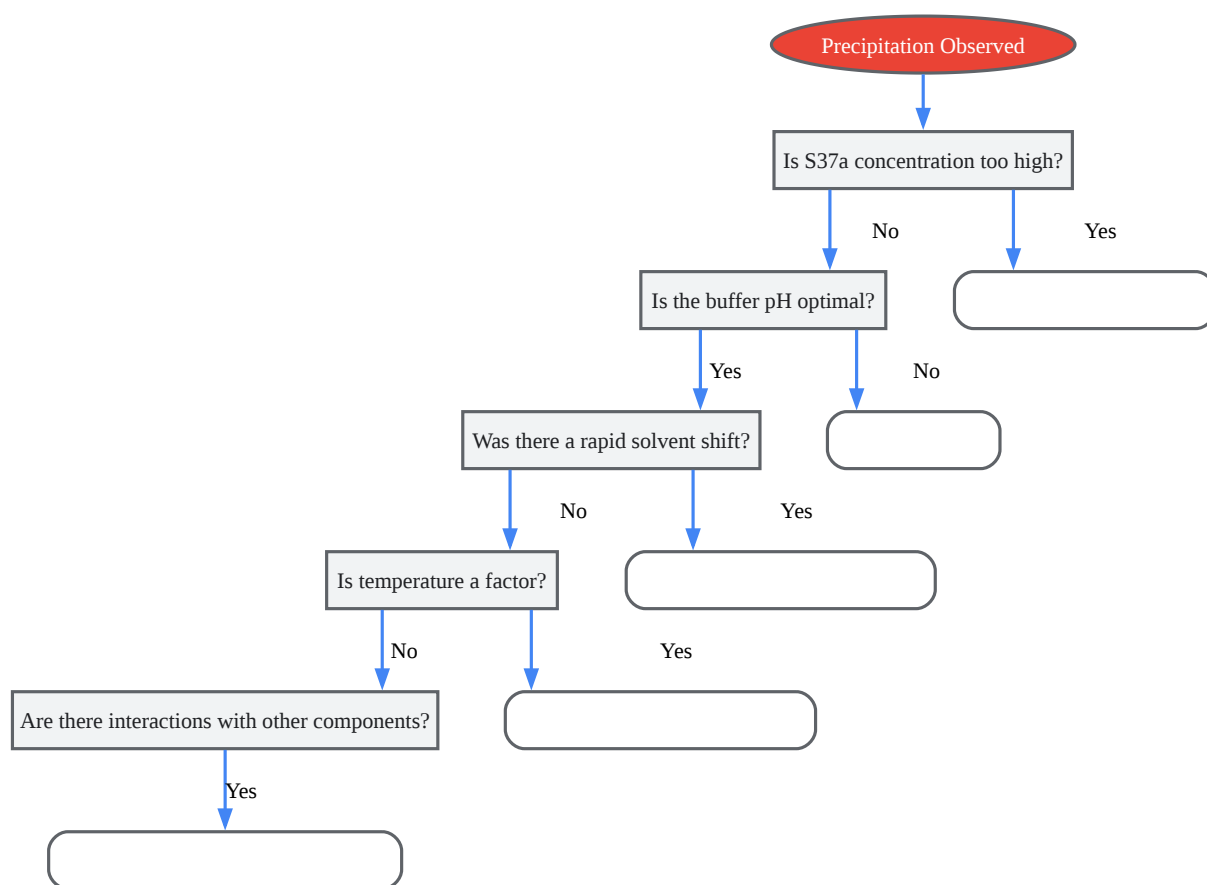 Precipitation Observed
Is S37a concentration too high?
No
Yes
Is the buffer pH optimal?
Yes
No
Was there a rapid solvent shift?
No
Yes
Is temperature a factor?
No
Yes
Are there interactions with other components?
Yes